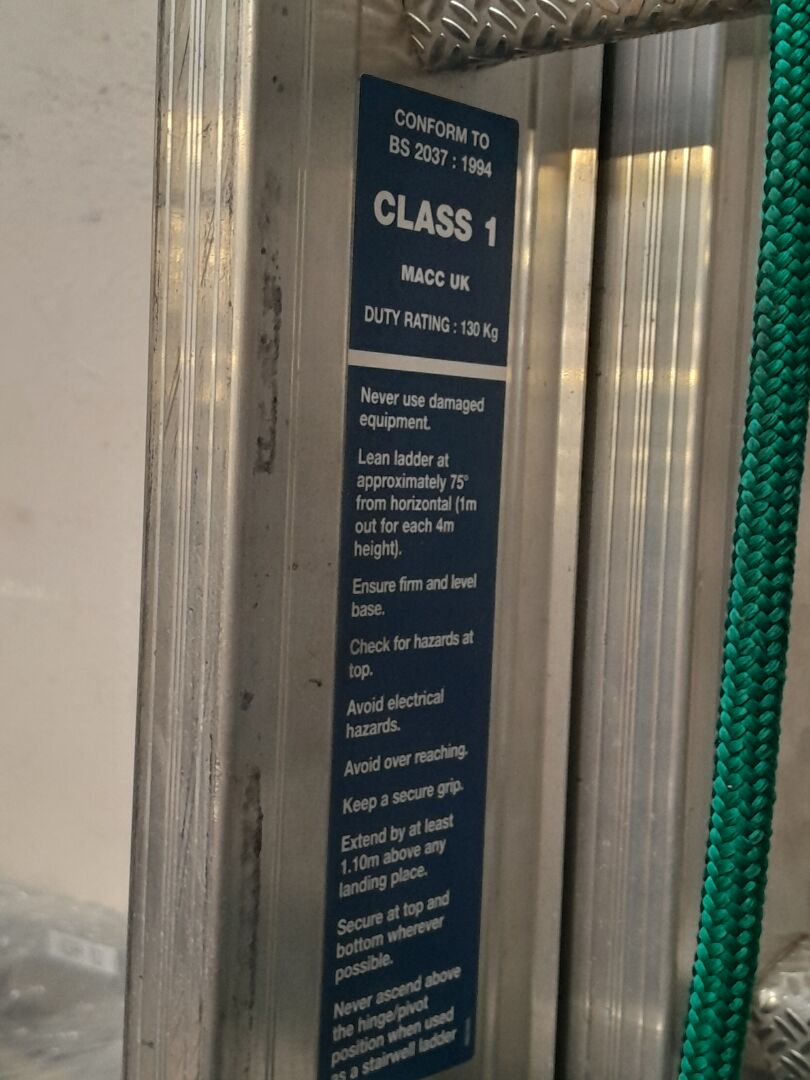 CONFORM TO
BS 2037 : 1994
CLASS 1
MACC UK
DUTY RATING : 130 Kg
Never use damaged
equipment.
Lean ladder at
approximately 75°
from horizontal (1m
out for each 4m
height).
Ensure firm and level
base.
Check for hazards at
top.
Avoid electrical
hazards.
Avoid over reaching.
Keep a secure grip.
Extend by at least
1.10m above any
landing place.
Secure at top and
bottom wherever
possible.
Never ascend above
the hinge/pivot
position when used
as a stairwell ladder